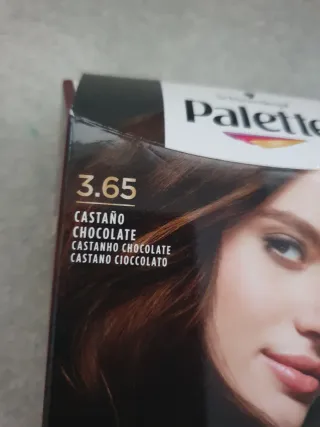 Palette
3.65
CASTAÑO
CHOCOLATE
CASTANHO CHOCOLATE
CASTANO CIOCCOLATO